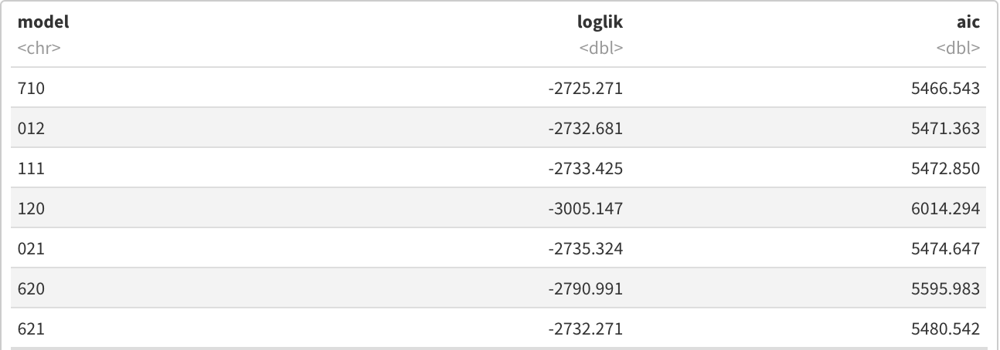 model loglik aic
<chr> <dbl> <dbl>
710 -2725.271 5466.543
012 -2732.681 5471.363
111 -2733.425 5472.850
120 -3005.147 6014.294
021 -2735.324 5474.647
620 -2790.991 5595.983
621 -2732.271 5480.542